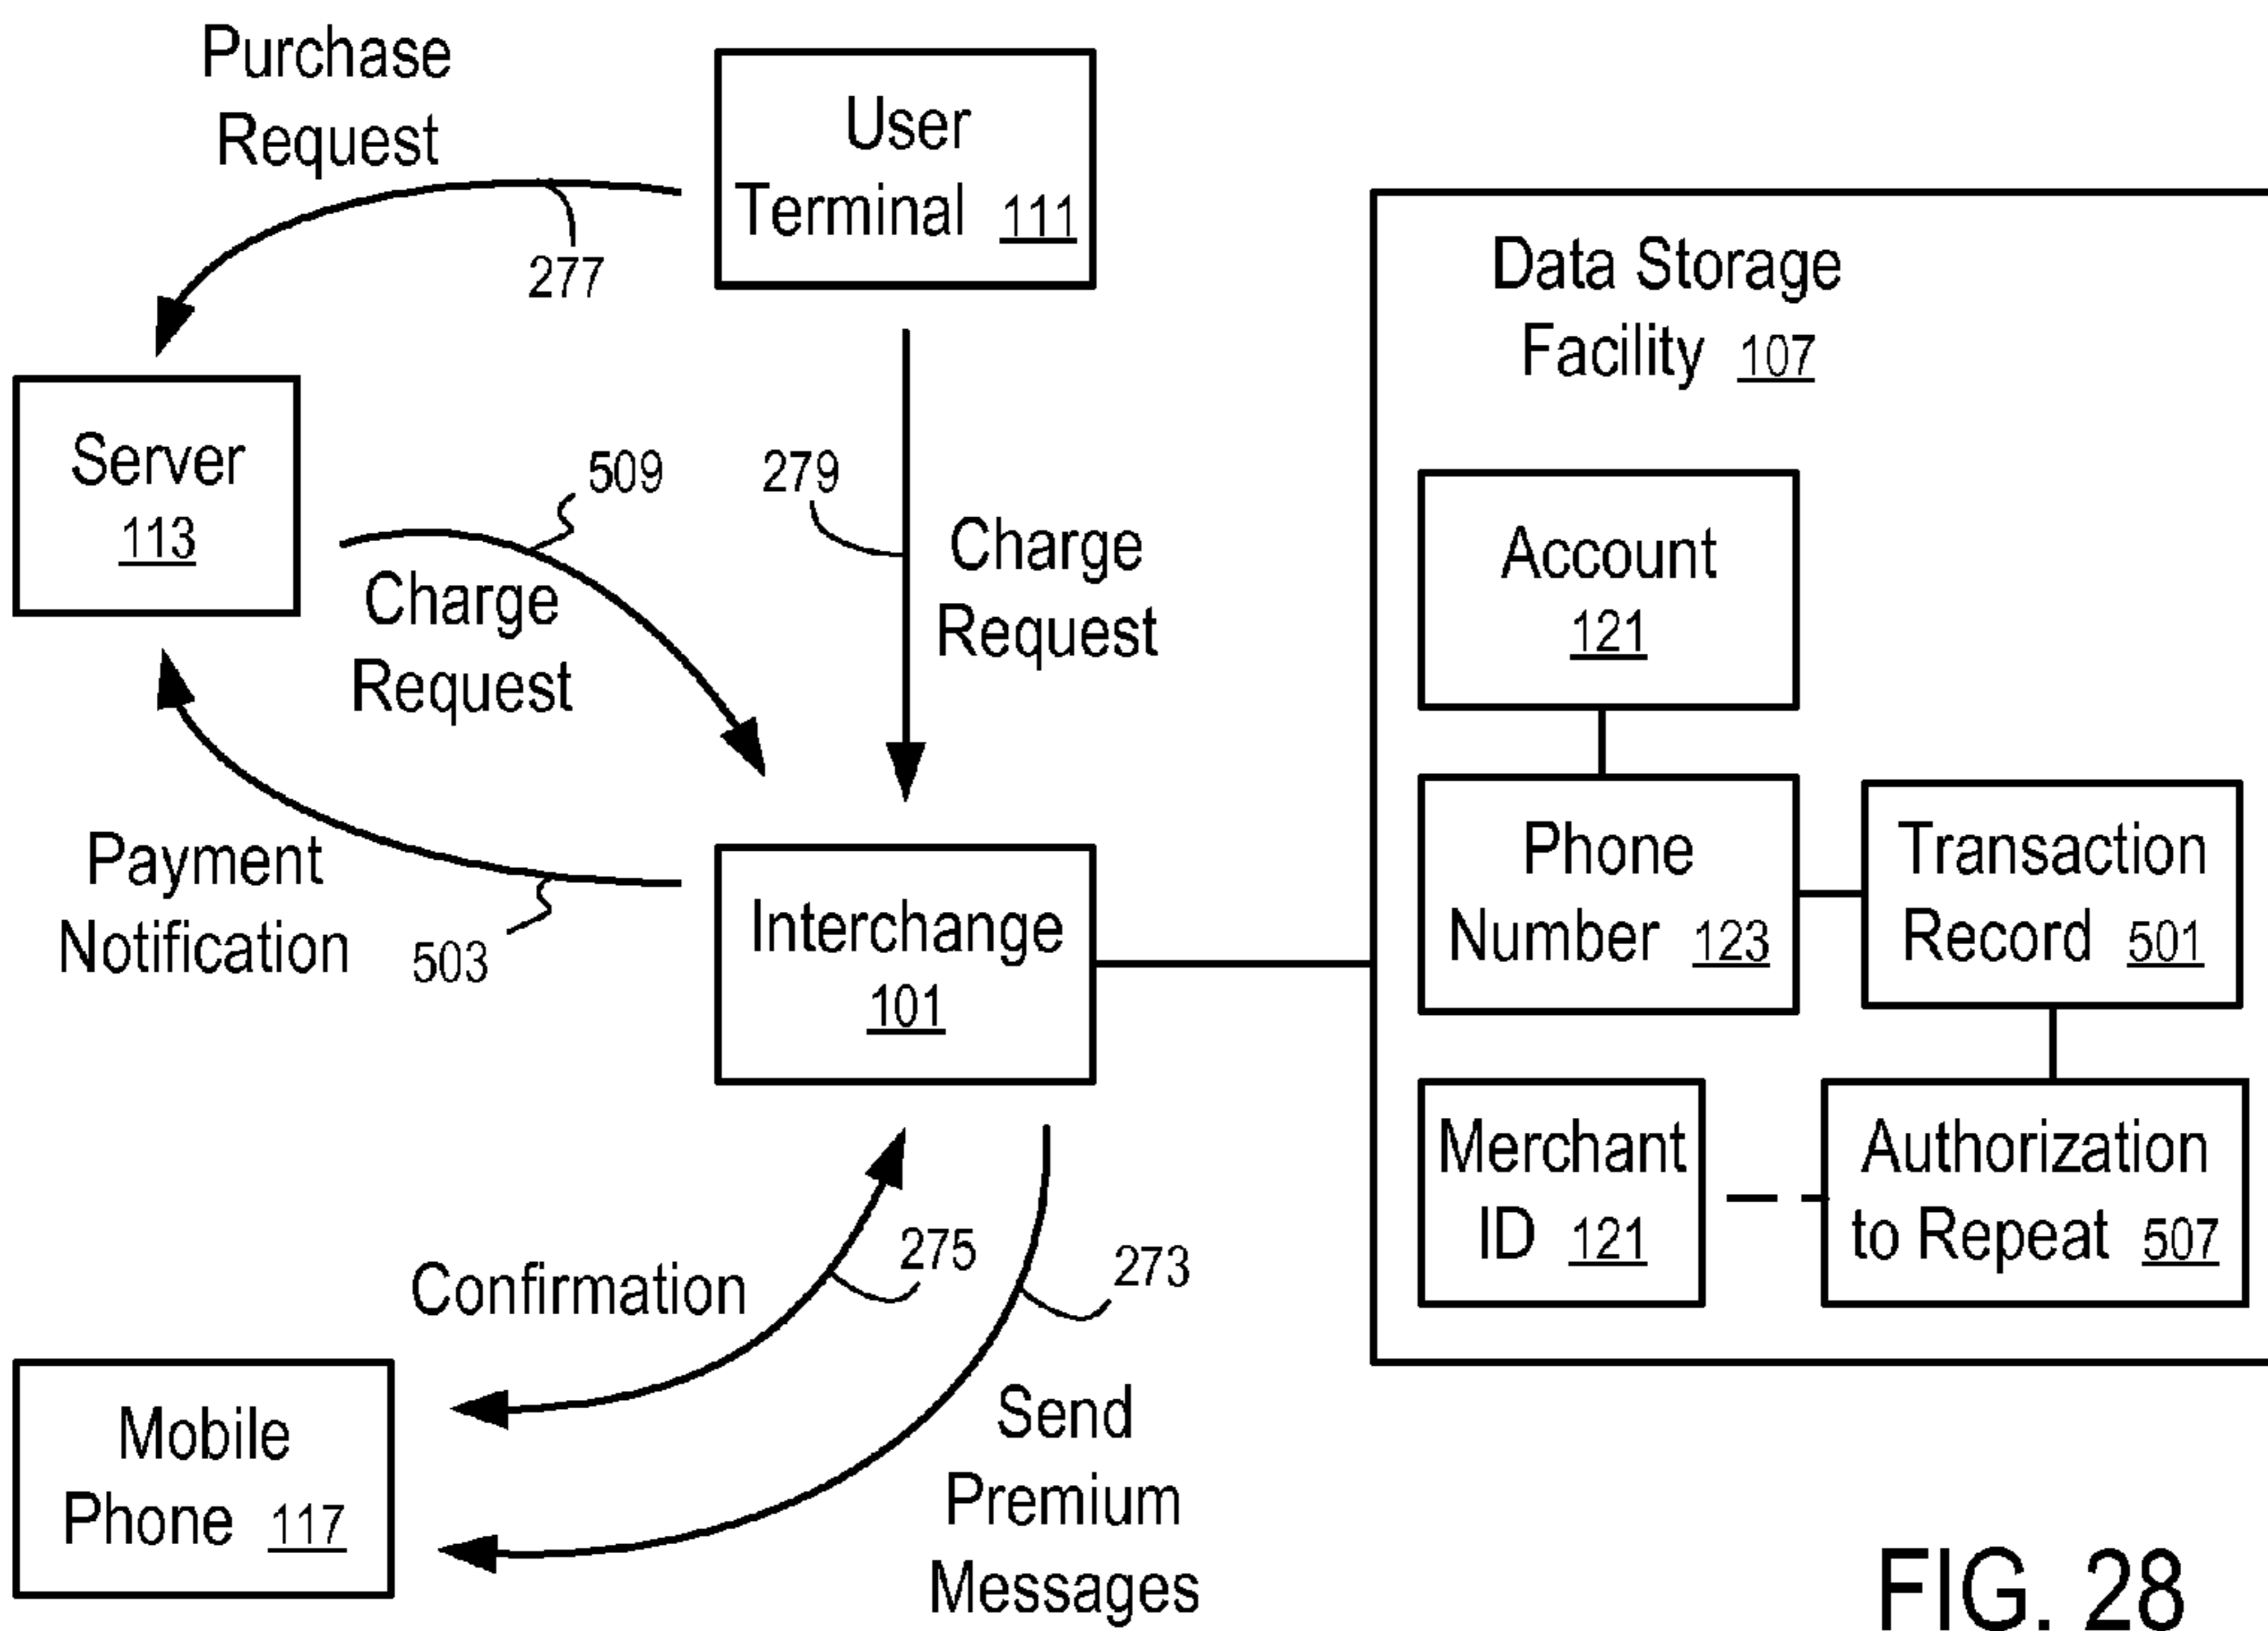 Purchase
Request
277
User
Terminal 111
Server
113
509
Charge
Request
279
Charge
Request
Payment
Notification
503
Interchange
101
Confirmation
275
273
Send
Premium
Messages
Mobile
Phone 117
Data Storage
Facility 107
Account
121
Phone
Number 123
Transaction
Record 501
Merchant
ID 121
Authorization
to Repeat 507
FIG. 28